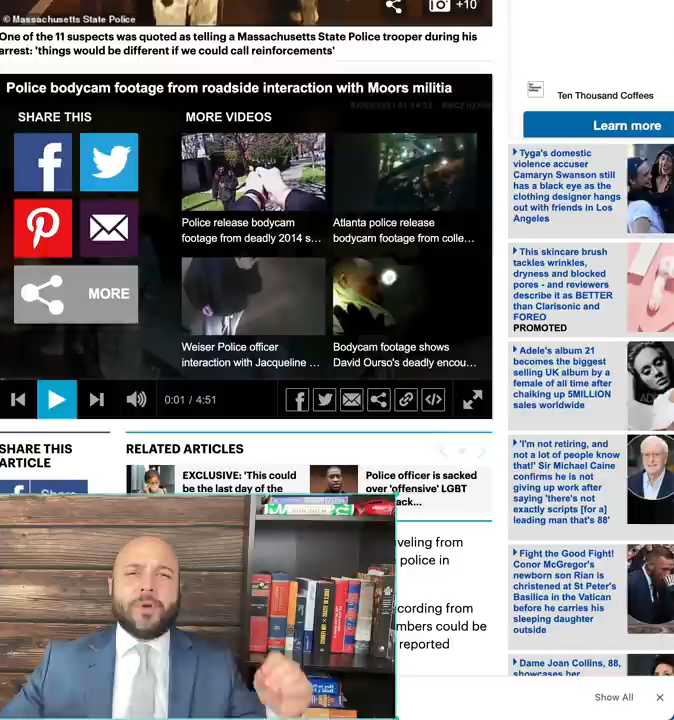 © Massachusetts State Police
+10
One of the 11 suspects was quoted as telling a Massachusetts State Police trooper during his
arrest: 'things would be different if we could call reinforcements'
Police bodycam footage from roadside interaction with Moors militia
SHARE THIS
MORE VIDEOS
MORE
Police release bodycam
footage from deadly 2014 s...
Atlanta police release
bodycam footage from colle...
Weiser Police officer
interaction with Jacqueline ...
Bodycam footage shows
David Ourso's deadly encou...
0:01 / 4:51
SHARE THIS
ARTICLE
Share
RELATED ARTICLES
EXCLUSIVE: 'This could
be the last day of the
Police officer is sacked
over 'offensive' LGBT
ack...
veling from
police in
cording from
mbers could be
reported
Ten Thousand Coffees
Learn more
Tyga's domestic
violence accuser
Camaryn Swanson still
has a black eye as the
clothing designer hangs
out with friends in Los
Angeles
This skincare brush
tackles wrinkles,
dryness and blocked
pores - and reviewers
describe it as BETTER
than Clarisonic and
FOREO
PROMOTED
Adele's album 21
becomes the biggest
selling UK album by a
female of all time after
chalking up 5MILLION
sales worldwide
'I'm not retiring, and
not a lot of people know
that!' Sir Michael Caine
confirms he is not
giving up work after
saying 'there's not
exactly scripts [for a]
leading man that's 88'
Fight the Good Fight!
Conor McGregor's
newborn son Rian is
christened at St Peter's
Basilica in the Vatican
before he carries his
sleeping daughter
outside
Dame Joan Collins, 88,
showcases her
Show All